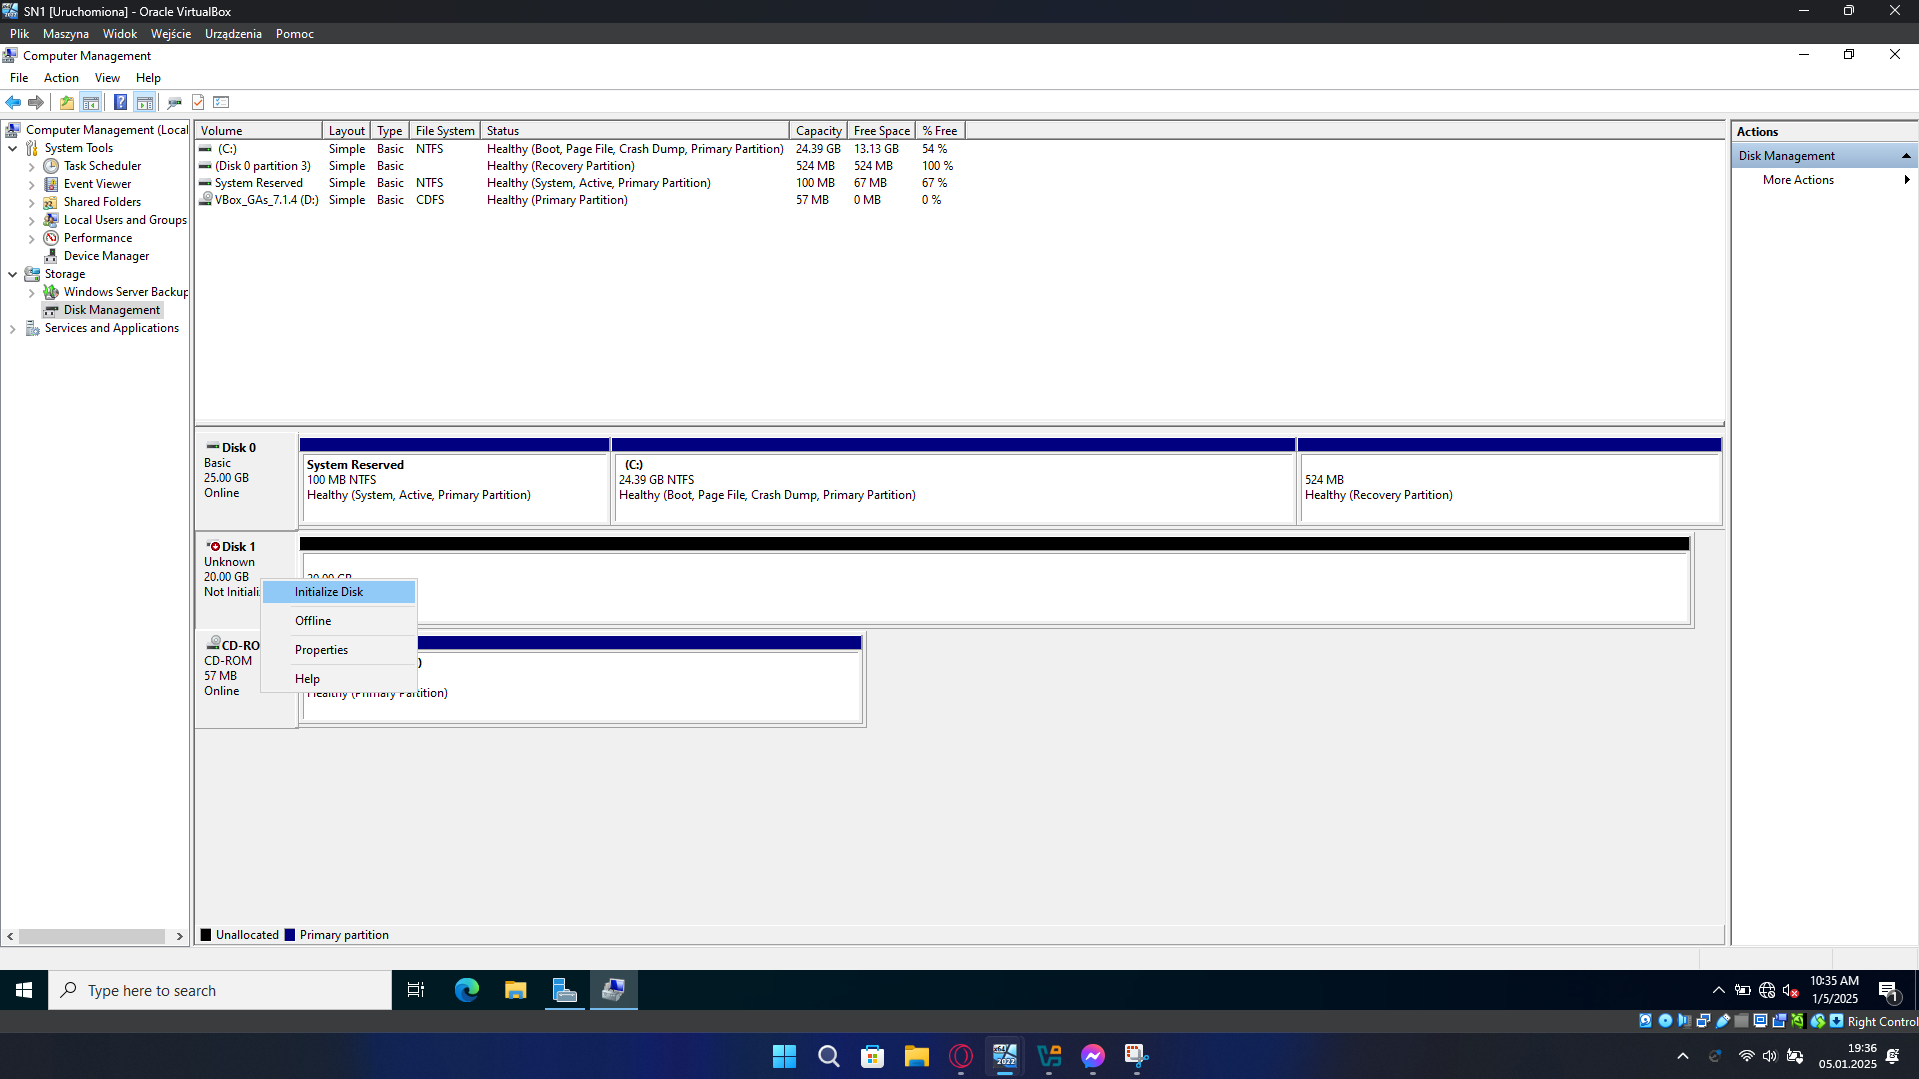 SN1 [Uruchomiona] - Oracle VirtualBox
Plik Maszyna Widok Wejście Urządzenia Pomoc
Computer Management
File Action View Help
Computer Management (Local
System Tools
Task Scheduler
Event Viewer
Shared Folders
Local Users and Groups
Performance
Device Manager
Storage
Windows Server Backup
Disk Management
Services and Applications
Volume Layout Type File System Status Capacity Free Space % Free
(C:) Simple Basic NTFS Healthy (Boot, Page File, Crash Dump, Primary Partition) 24.39 GB 13.13 GB 54 %
(Disk 0 partition 3) Simple Basic Healthy (Recovery Partition) 524 MB 524 MB 100 %
System Reserved Simple Basic NTFS Healthy (System, Active, Primary Partition) 100 MB 67 MB 67 %
VBox_GAs_7.1.4 (D:) Simple Basic CDFS Healthy (Primary Partition) 57 MB 0 MB 0 %
Disk 0
Basic
25.00 GB
Online
System Reserved
100 MB NTFS
Healthy (System, Active, Primary Partition)
(C:)
24.39 GB NTFS
Healthy (Boot, Page File, Crash Dump, Primary Partition)
524 MB
Healthy (Recovery Partition)
Disk 1
Unknown
20.00 GB
Not Initiali
20.00 GB
Initialize Disk
Offline
Properties
Help
CD-RO
CD-ROM
57 MB
Online
)
Healthy (Primary Partition)
Unallocated Primary partition
Actions
Disk Management
More Actions
Type here to search
10:35 AM
1/5/2025
1
Right Control
x64
2022
19:36
05.01.2025